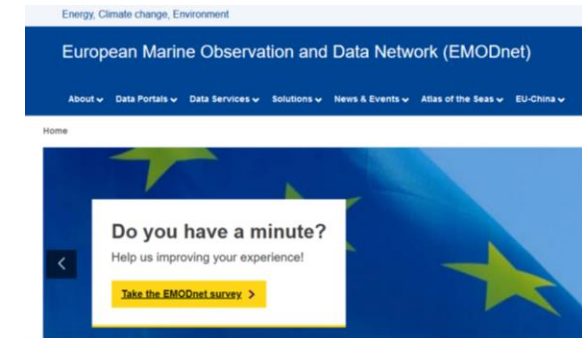 Energy, Climate change, Environment
European Marine Observation and Data Network (EMODnet)
About Data Portals Data Services Solutions News & Events Atlas of the Seas EU-China
Home
Do you have a minute?
Help us improving your experience!
Take the EMODnet survey